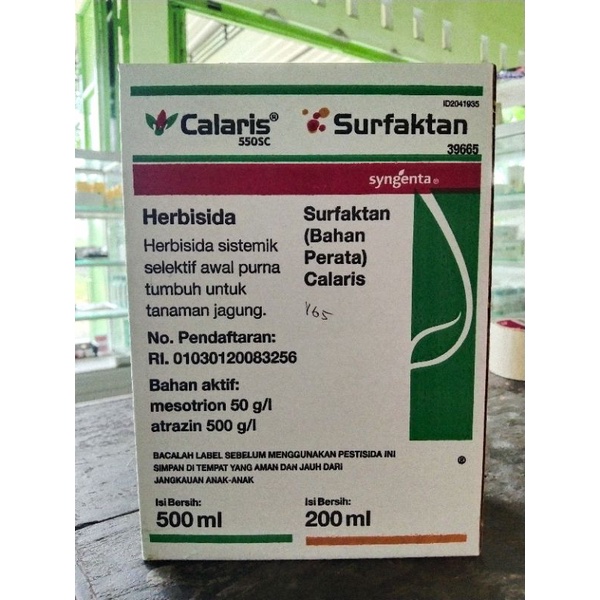 ID2041935
Calaris®
550SC
Surfaktan
39665
syngenta®
Herbisida
Herbisida sistemik
selektif awal purna
tumbuh untuk
tanaman jagung.
No. Pendaftaran:
RI. 01030120083256
Bahan aktif:
mesotrion 50 g/l
atrazin 500 g/l
Surfaktan
(Bahan
Perata)
Calaris
BACALAH LABEL SEBELUM MENGGUNAKAN PESTISIDA INI
SIMPAN DI TEMPAT YANG AMAN DAN JAUH DARI
JANGKAUAN ANAK-ANAK
Isi Bersih:
500 ml
Isi Bersih:
200 ml